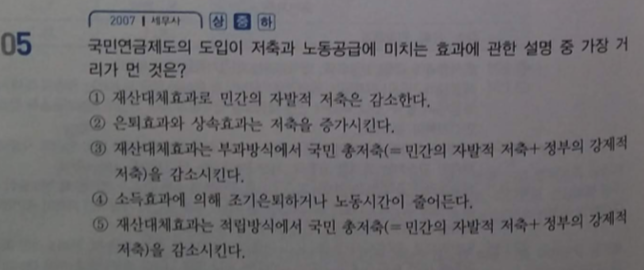 2007 | 세무사 상 중 하
05 국민연금제도의 도입이 저축과 노동공급에 미치는 효과에 관한 설명 중 가장 거
리가 먼 것은?
① 재산대체효과로 민간의 자발적 저축은 감소한다.
② 은퇴효과와 상속효과는 저축을 증가시킨다.
③ 재산대체효과는 부과방식에서 국민 총저축(=민간의 자발적 저축+정부의 강제적
저축)을 감소시킨다.
④ 소득효과에 의해 조기은퇴하거나 노동시간이 줄어든다.
⑤ 재산대체효과는 적립방식에서 국민 총저축(=민간의 자발적 저축+정부의 강제적
저축)을 감소시킨다.